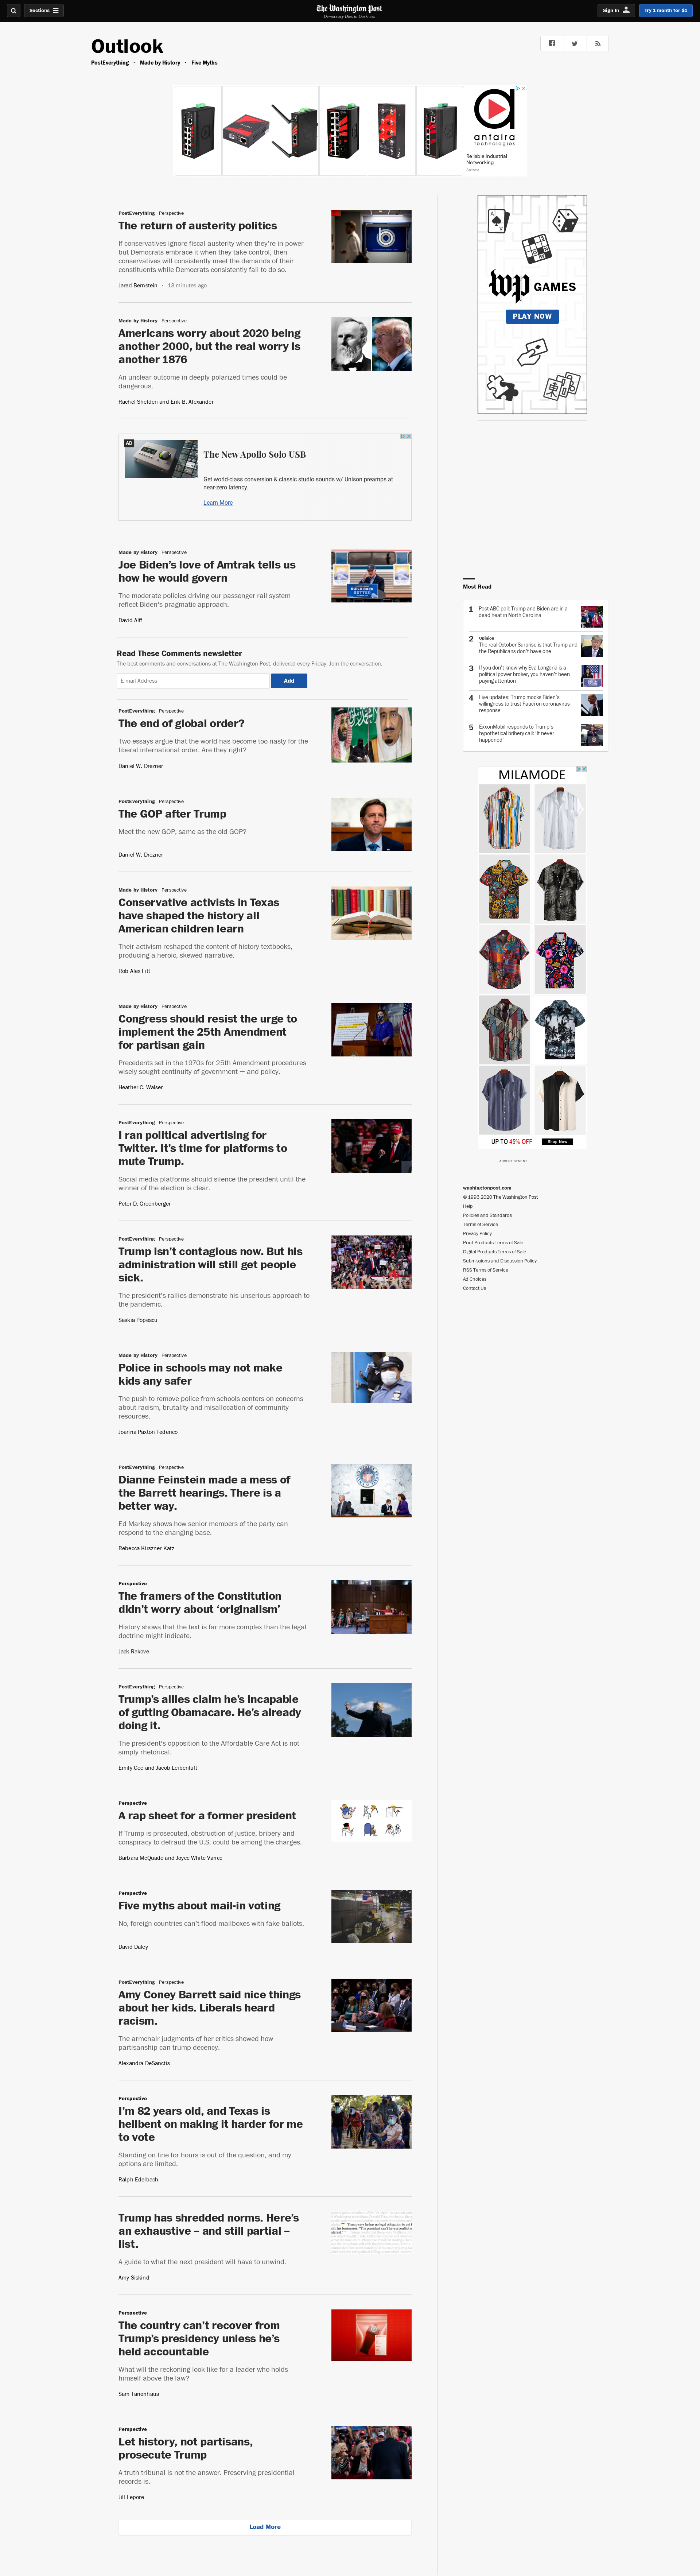 Sections
The Washington Post
Democracy Dies in Darkness
Sign In
Try 1 month for $1
Outlook
PostEverything • Made by History • Five Myths
antaira
technologies
Reliable Industrial
Networking
Antaira
PostEverything Perspective
The return of austerity politics
If conservatives ignore fiscal austerity when they're in power
but Democrats embrace it when they take control, then
conservatives will consistently meet the demands of their
constituents while Democrats consistently fail to do so.
Jared Bernstein • 13 minutes ago
Made by History Perspective
Americans worry about 2020 being
another 2000, but the real worry is
another 1876
An unclear outcome in deeply polarized times could be
dangerous.
Rachel Shelden and Erik B. Alexander
AD
The New Apollo Solo USB
Get world-class conversion & classic studio sounds w/ Unison preamps at
near-zero latency.
Learn More
Made by History Perspective
Joe Biden's love of Amtrak tells us
how he would govern
The moderate policies driving our passenger rail system
reflect Biden's pragmatic approach.
David Alff
Read These Comments newsletter
The best comments and conversations at The Washington Post, delivered every Friday. Join the conversation.
E-mail Address
Add
PostEverything Perspective
The end of global order?
Two essays argue that the world has become too nasty for the
liberal international order. Are they right?
Daniel W. Drezner
PostEverything Perspective
The GOP after Trump
Meet the new GOP, same as the old GOP?
Daniel W. Drezner
Made by History Perspective
Conservative activists in Texas
have shaped the history all
American children learn
Their activism reshaped the content of history textbooks,
producing a heroic, skewed narrative.
Rob Alex Fitt
Made by History Perspective
Congress should resist the urge to
implement the 25th Amendment
for partisan gain
Precedents set in the 1970s for 25th Amendment procedures
wisely sought continuity of government — and policy.
Heather C. Walser
PostEverything Perspective
I ran political advertising for
Twitter. It's time for platforms to
mute Trump.
Social media platforms should silence the president until the
winner of the election is clear.
Peter D. Greenberger
PostEverything Perspective
Trump isn't contagious now. But his
administration will still get people
sick.
The president's rallies demonstrate his unserious approach to
the pandemic.
Saskia Popescu
Made by History Perspective
Police in schools may not make
kids any safer
The push to remove police from schools centers on concerns
about racism, brutality and misallocation of community
resources.
Joanna Paxton Federico
PostEverything Perspective
Dianne Feinstein made a mess of
the Barrett hearings. There is a
better way.
Ed Markey shows how senior members of the party can
respond to the changing base.
Rebecca Kirszner Katz
Perspective
The framers of the Constitution
didn't worry about 'originalism'
History shows that the text is far more complex than the legal
doctrine might indicate.
Jack Rakove
PostEverything Perspective
Trump's allies claim he's incapable
of gutting Obamacare. He's already
doing it.
The president's opposition to the Affordable Care Act is not
simply rhetorical.
Emily Gee and Jacob Leibenluft
Perspective
A rap sheet for a former president
If Trump is prosecuted, obstruction of justice, bribery and
conspiracy to defraud the U.S. could be among the charges.
Barbara McQuade and Joyce White Vance
Perspective
Five myths about mail-in voting
No, foreign countries can't flood mailboxes with fake ballots.
David Daley
PostEverything Perspective
Amy Coney Barrett said nice things
about her kids. Liberals heard
racism.
The armchair judgments of her critics showed how
partisanship can trump decency.
Alexandra DeSanctis
Perspective
I'm 82 years old, and Texas is
hellbent on making it harder for me
to vote
Standing on line for hours is out of the question, and my
options are limited.
Ralph Edelbach
Trump has shredded norms. Here's
an exhaustive – and still partial –
list.
A guide to what the next president will have to unwind.
Amy Siskind
Perspective
The country can't recover from
Trump's presidency unless he's
held accountable
What will the reckoning look like for a leader who holds
himself above the law?
Sam Tanenhaus
Perspective
Let history, not partisans,
prosecute Trump
A truth tribunal is not the answer. Preserving presidential
records is.
Jill Lepore
Load More
wp GAMES
PLAY NOW
Most Read
1 Post-ABC poll: Trump and Biden are in a
dead heat in North Carolina
2 Opinion
The real October Surprise is that Trump and
the Republicans don't have one
3 If you don't know why Eva Longoria is a
political power broker, you haven't been
paying attention
4 Live updates: Trump mocks Biden's
willingness to trust Fauci on coronavirus
response
5 ExxonMobil responds to Trump's
hypothetical bribery call: 'It never
happened'
MILAMODE
UP TO 45% OFF
Shop Now
ADVERTISEMENT
washingtonpost.com
© 1996-2020 The Washington Post
Help
Policies and Standards
Terms of Service
Privacy Policy
Print Products Terms of Sale
Digital Products Terms of Sale
Submissions and Discussion Policy
RSS Terms of Service
Ad Choices
Contact Us